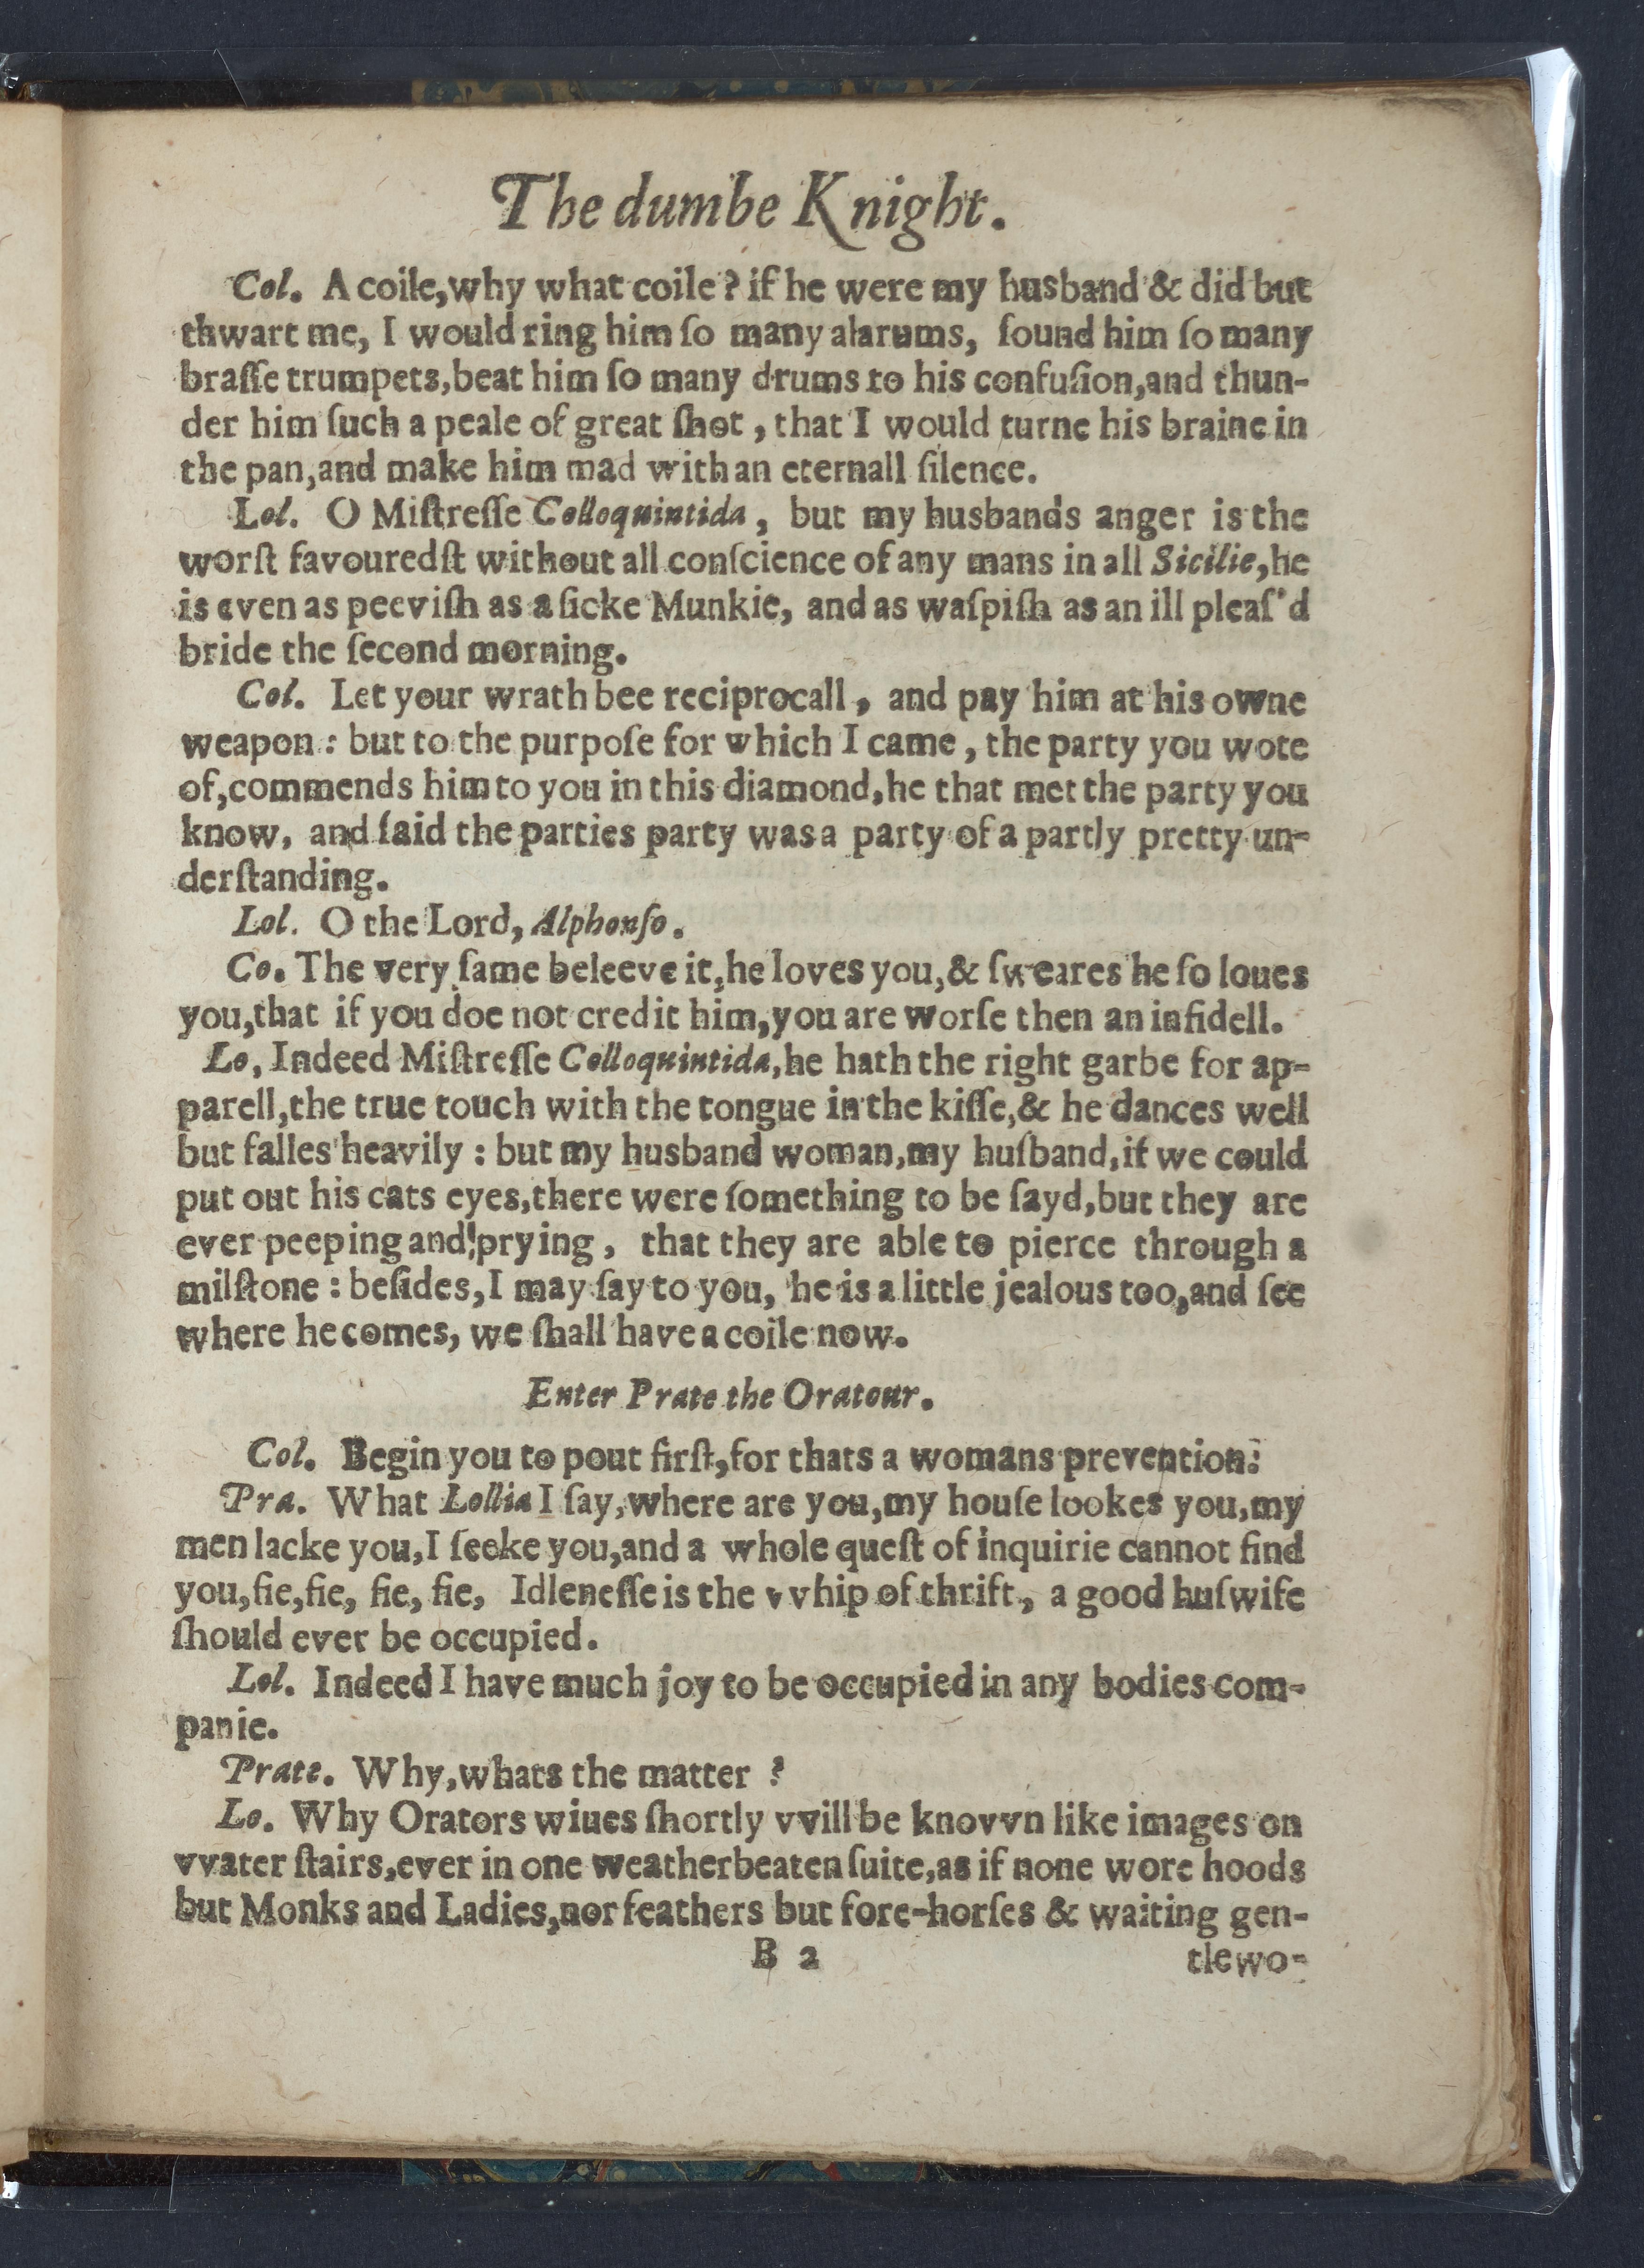 The dumbe Knight.
Col. A coile,why what coile? if he were my husband & did but
thwart me, I would ring him ſo many alarums, ſound him ſo many
braſſe trumpets,beat him ſo many drums to his confuſion,and thun-
der him ſuch a peale of great ſhot, that I would turne his braine in
the pan,and make him mad with an eternall ſilence.
Lol. O Miſtreſſe Colloquintida, but my husbands anger is the
worſt favouredſt without all conſcience of any mans in all Sicilie,he
is even as peeviſh as a ſicke Munkie, and as waſpiſh as an ill pleaſ'd
bride the ſecond morning.
Col. Let your wrath bee reciprocall, and pay him at his owne
weapon: but to the purpoſe for which I came, the party you wote
of,commends him to you in this diamond,he that met the party you
know, and ſaid the parties party was a party of a partly pretty un-
derſtanding.
Lol. O the Lord, Alphonſo.
Co. The very ſame beleeve it,he loves you,& ſweares he ſo loues
you,that if you doe not credit him,you are worſe then an infidell.
Lo, Indeed Miſtreſſe Colloquintida,he hath the right garbe for ap-
parell,the true touch with the tongue in the kiſſe,& he dances well
but falles heavily: but my husband woman,my huſband,if we could
put out his cats eyes,there were ſomething to be ſayd,but they are
ever peeping and prying, that they are able to pierce through a
milſtone: beſides,I may ſay to you, he is a little jealous too,and ſee
where he comes, we ſhall have a coile now.
Enter Prate the Oratour.
Col. Begin you to pout firſt,for thats a womans prevention:
Pra. What Lollia I ſay,where are you,my houſe lookes you,my
men lacke you,I ſeeke you,and a whole queſt of inquirie cannot find
you,fie,fie, fie, fie, Idleneſſe is the vvhip of thrift, a good huſwife
ſhould ever be occupied.
Lol. Indeed I have much joy to be occupied in any bodies com-
panie.
Prate. Why,whats the matter?
Lo. Why Orators wiues ſhortly vvill be knovvn like images on
vvater ſtairs,ever in one weatherbeaten ſuite,as if none wore hoods
but Monks and Ladies,nor feathers but fore-horſes & waiting gen-
B 2 tlewo-